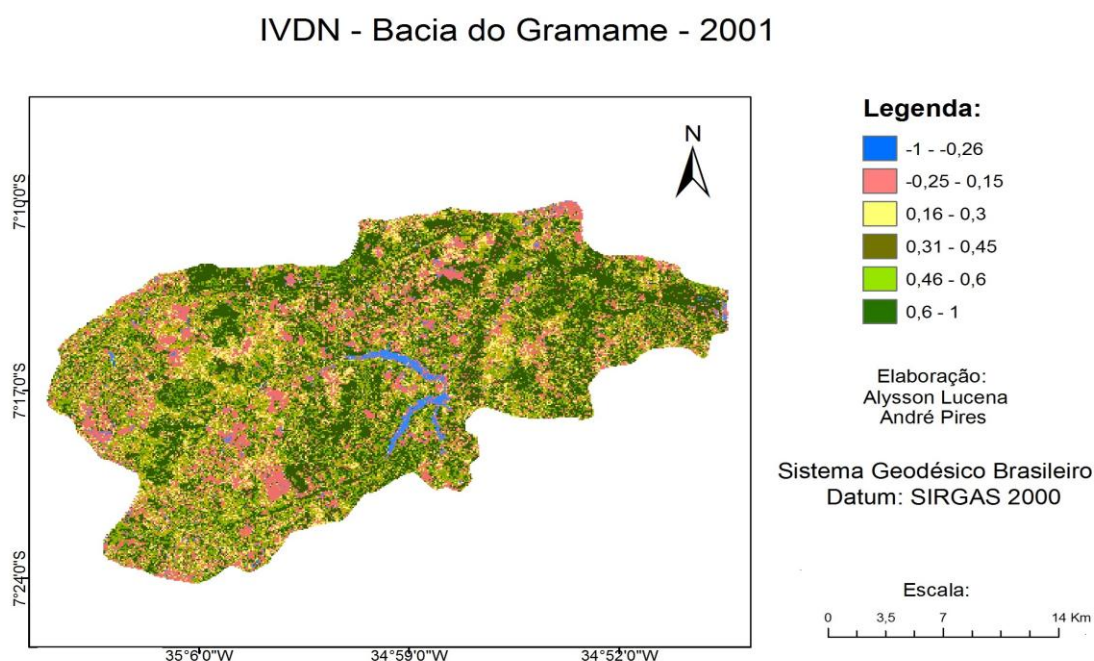 IVDN - Bacia do Gramame - 2001
N
7°10'0"S
7°17'0"S
7°24'0"S
35°6'0"W
34°59'0"W
34°52'0"W
Legenda:
-1 - -0,26
-0,25 - 0,15
0,16 - 0,3
0,31 - 0,45
0,46 - 0,6
0,6 - 1
Elaboração:
Alysson Lucena
André Pires
Sistema Geodésico Brasileiro
Datum: SIRGAS 2000
Escala:
0 3,5 7 14 Km